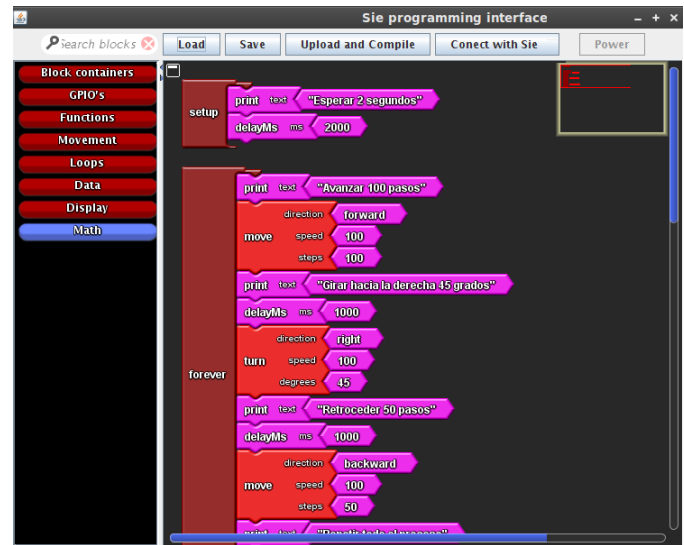 Sie programming interface
Search blocks
Load Save Upload and Compile Conect with Sie Power
Block containers
GPIO's
Functions
Movement
Loops
Data
Display
Math
setup
print text "Esperar 2 segundos"
delayMs ms 2000
forever
print text "Avanzar 100 pasos"
move
direction forward
speed 100
steps 100
print text "Girar hacia la derecha 45 grados"
delayMs ms 1000
turn
direction right
speed 100
degrees 45
print text "Retroceder 50 pasos"
delayMs ms 1000
move
direction backward
speed 100
steps 50
print text